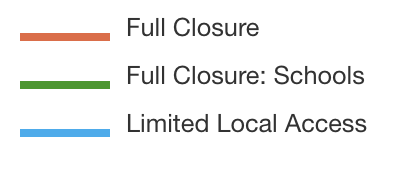 Full Closure
Full Closure: Schools
Limited Local Access